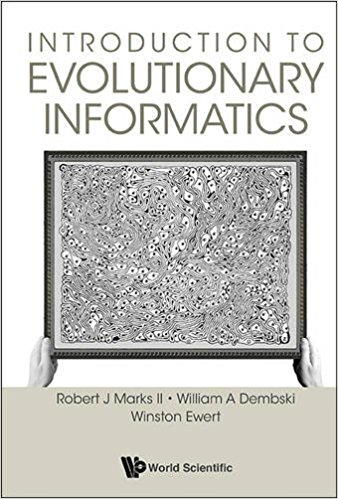 INTRODUCTION TO
EVOLUTIONARY
INFORMATICS
Robert J Marks II • William A Dembski
Winston Ewert
World Scientific